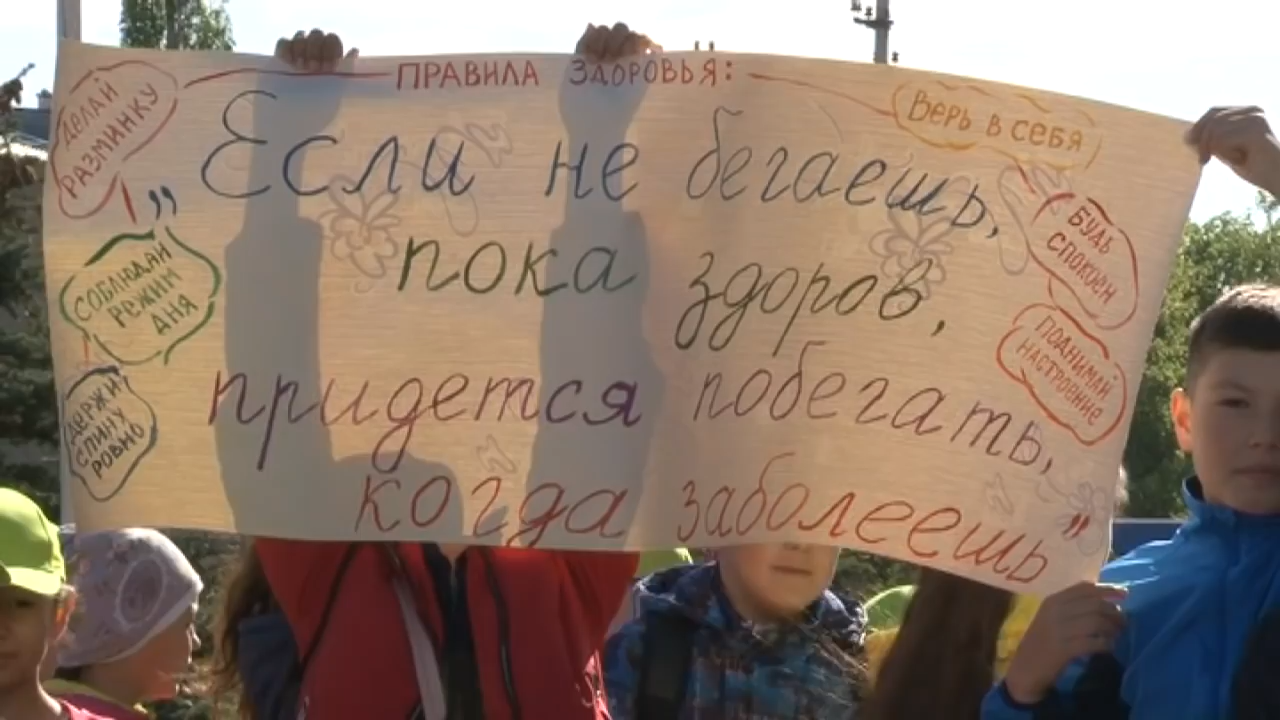 ПРАВИЛА ЗДОРОВЬЯ:
ДЕЛАЙ
РАЗМИНКУ
ВЕРЬ В СЕБЯ
„Если не бегаешь,
пока здоров,
придется побегать,
когда заболеешь”
СОБЛЮДАЙ
РЕЖИМ
ДНЯ
ДЕРЖИ
СПИНУ
РОВНО
БУДЬ
СПОКОЕН
ПОДНИМАЙ
НАСТРОЕНИЕ